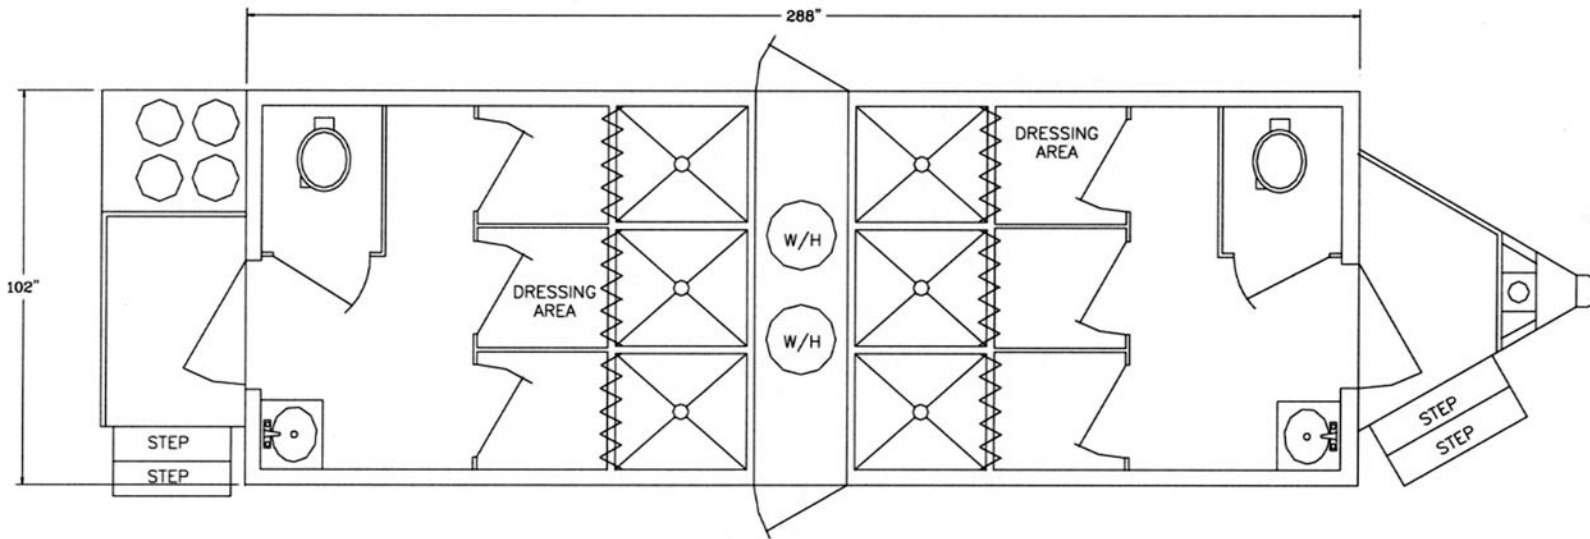 288"
102"
DRESSING
AREA
W/H
DRESSING
AREA
W/H
STEP
STEP
STEP
STEP